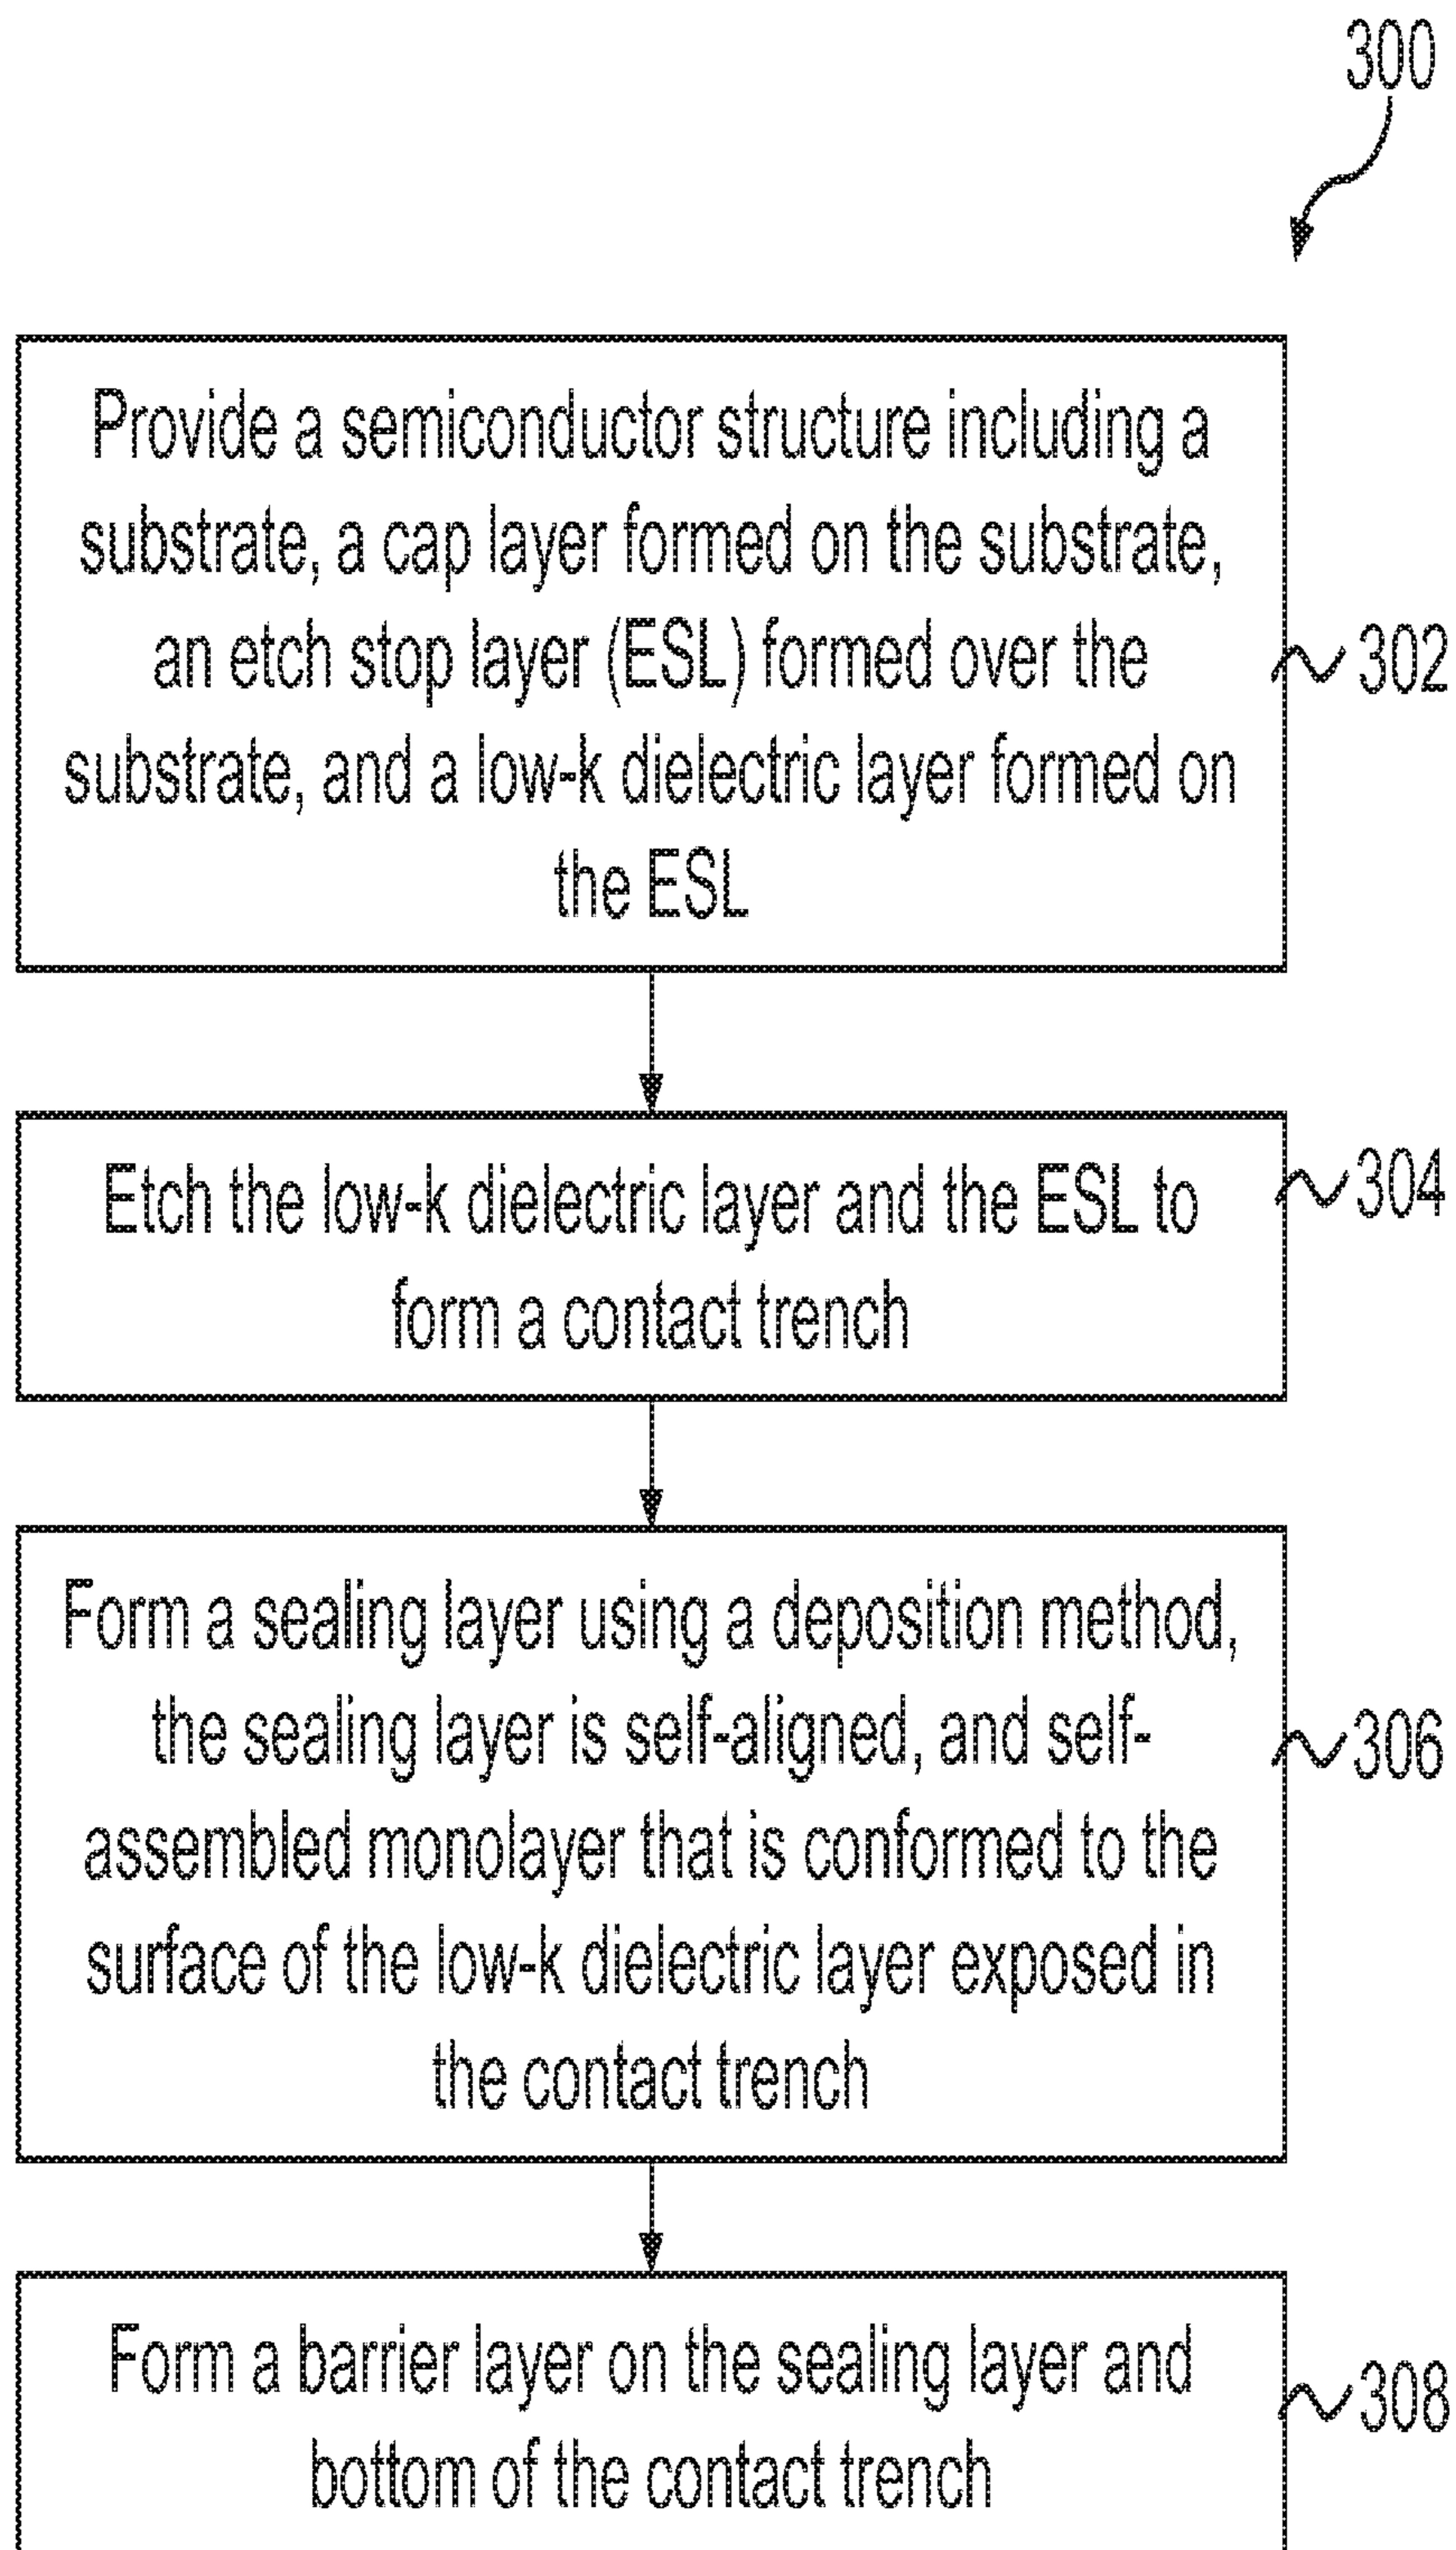 300
Provide a semiconductor structure including a
substrate, a cap layer formed on the substrate,
an etch stop layer (ESL) formed over the
substrate, and a low-k dielectric layer formed on
the ESL
302
Etch the low-k dielectric layer and the ESL to
form a contact trench
304
Form a sealing layer using a deposition method,
the sealing layer is self-aligned, and self-
assembled monolayer that is conformed to the
surface of the low-k dielectric layer exposed in
the contact trench
306
Form a barrier layer on the sealing layer and
bottom of the contact trench
308